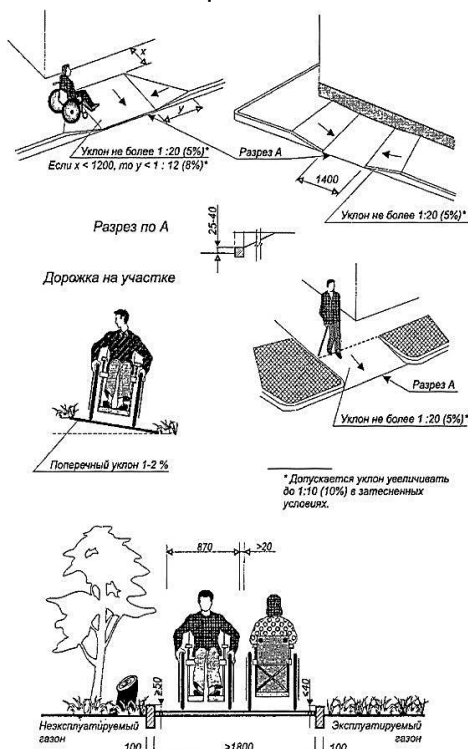 x
y
Уклон не более 1:20 (5%)*
Если x < 1200, то y < 1 : 12 (8%)*
Разрез А
1400
Уклон не более 1:20 (5%)*
Разрез по А
25-40
Дорожка на участке
Разрез А
Уклон не более 1:20 (5%)*
Поперечный уклон 1-2 %
* Допускается уклон увеличивать
до 1:10 (10%) в затесненных
условиях.
870
>20
≥50
≤40
Неэксплуатируемый
газон
Эксплуатируемый
газон
100
>1800
100